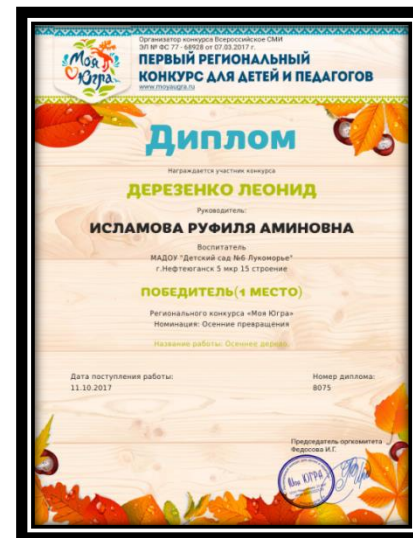 Моя Югра
Организатор конкурса Всероссийское СМИ
ЭЛ № ФС 77 - 68928 от 07.03.2017 г.
ПЕРВЫЙ РЕГИОНАЛЬНЫЙ
КОНКУРС ДЛЯ ДЕТЕЙ И ПЕДАГОГОВ
www.moyaugra.ru
Диплом
Награждается участник конкурса
ДЕРЕЗЕНКО ЛЕОНИД
Руководитель:
ИСЛАМОВА РУФИЛЯ АМИНОВНА
Воспитатель
МАДОУ "Детский сад №6 Лукоморье"
г.Нефтеюганск 5 мкр 15 строение
ПОБЕДИТЕЛЬ(1 МЕСТО)
Регионального конкурса «Моя Югра»
Номинация: Осенние превращения
Название работы: Осеннее дерево
Дата поступления работы:
11.10.2017
Номер диплома:
8075
Председатель оргкомитета
Федосова И.Г.